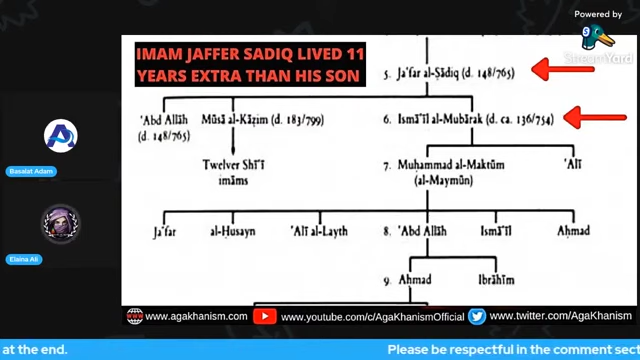 Powered by
StreamYard
IMAM JAFFER SADIQ LIVED 11
YEARS EXTRA THAN HIS SON
5. Ja'far al-Ṣādiq (d. 148/765)
'Abd Allāh
(d. 148/765)
Mūsā al-Kāẓim (d. 183/799)
6. Ismā'īl al-Mubārak (d. ca. 136/754)
Twelver Shī'ī
imāms
7. Muḥammad al-Maktūm
(al-Maymūn)
'Alī
Ja'far
al-Ḥusayn
'Alī al-Layth
8. 'Abd Allāh
Ismā'īl
Aḥmad
9. Aḥmad
Ibrāhīm
Basalat Adam
Elaina Ali
www.agakhanism.com
www.youtube.com/c/AgaKhanismOfficial
www.twitter.com/AgaKhanism
at the end.
Please be respectful in the comment sect